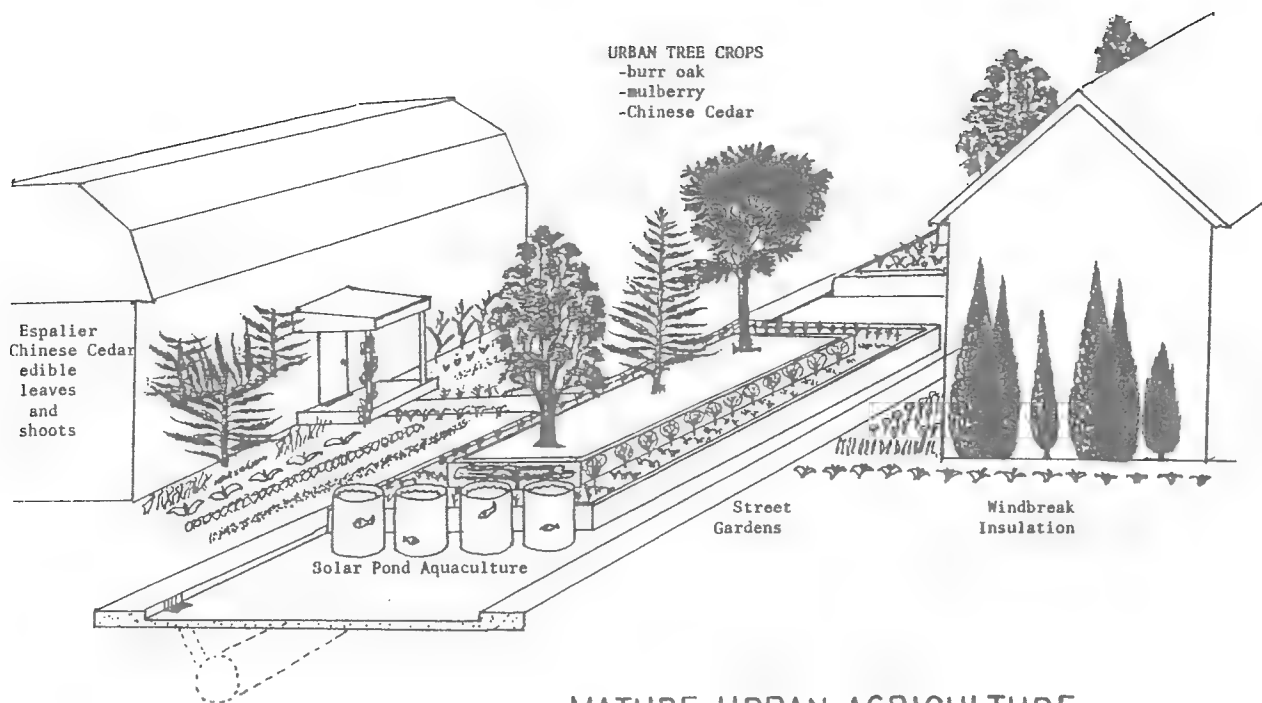 URBAN TREE CROPS
-burr oak
-mulberry
-Chinese Cedar
Espalier
Chinese Cedar
edible
leaves
and
shoots
Street
Gardens
Windbreak
Insulation
Solar Pond Aquaculture
MATURE URBAN AGRICULTURE